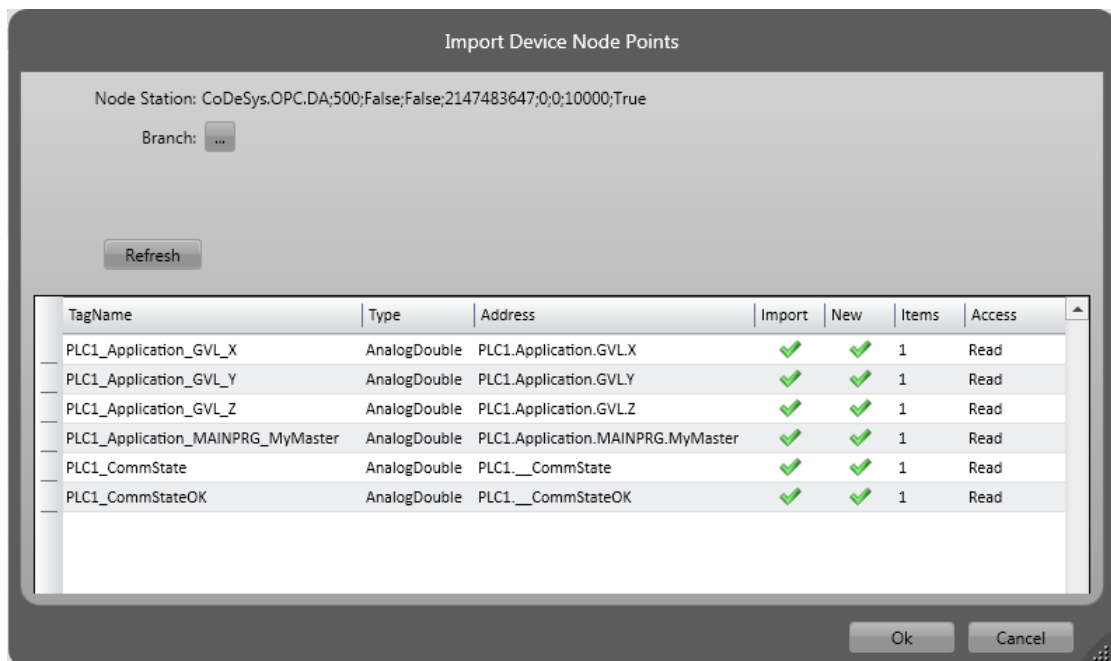 Import Device Node Points
Node Station: CoDeSys.OPC.DA;500;False;False;2147483647;0;0;10000;True
Branch: ...
Refresh
TagName Type Address Import New Items Access
PLC1_Application_GVL_X AnalogDouble PLC1.Application.GVL.X 1 Read
PLC1_Application_GVL_Y AnalogDouble PLC1.Application.GVL.Y 1 Read
PLC1_Application_GVL_Z AnalogDouble PLC1.Application.GVL.Z 1 Read
PLC1_Application_MAINPRG_MyMaster AnalogDouble PLC1.Application.MAINPRG.MyMaster 1 Read
PLC1_CommState AnalogDouble PLC1.__CommState 1 Read
PLC1_CommStateOK AnalogDouble PLC1.__CommStateOK 1 Read
Ok Cancel